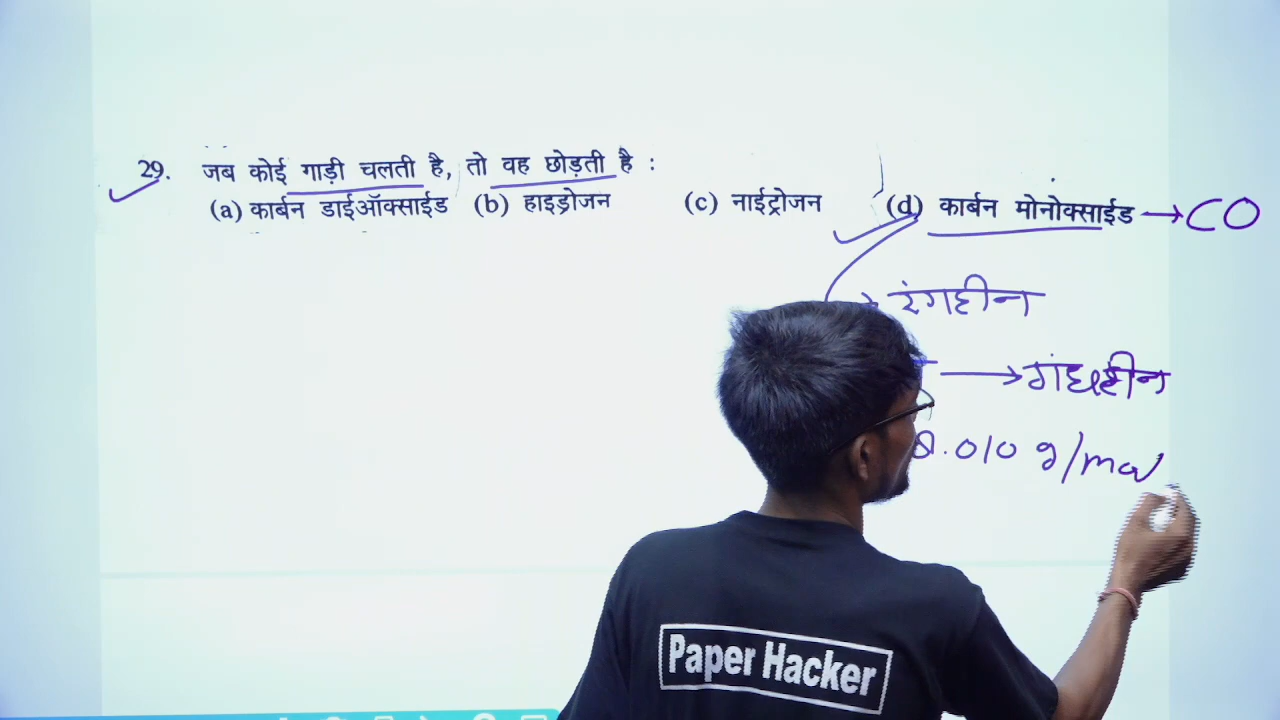 29. जब कोई गाड़ी चलती है, तो वह छोड़ती है :
(a) कार्बन डाईऑक्साईड (b) हाइड्रोजन (c) नाईट्रोजन (d) कार्बन मोनोक्साईड → CO
रंगहीन
→ गंधहीन
8.010 g/mol
Paper Hacker